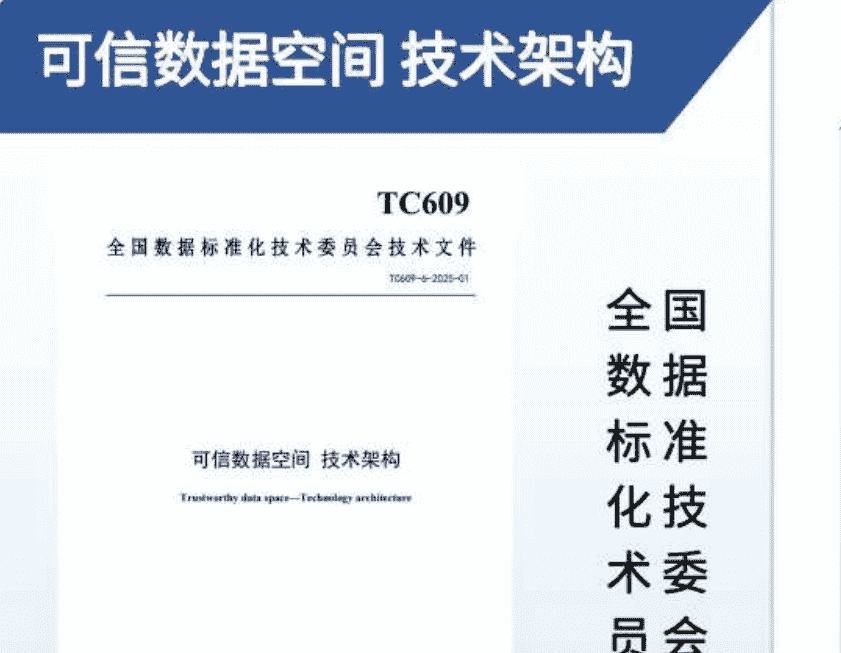 可信数据空间 技术架构
TC609
全国数据标准化技术委员会技术文件
TC609-6-2025-01
可信数据空间 技术架构
Trustworthy data space—Technology architecture
全国
数据
标准
化技
术委
员会